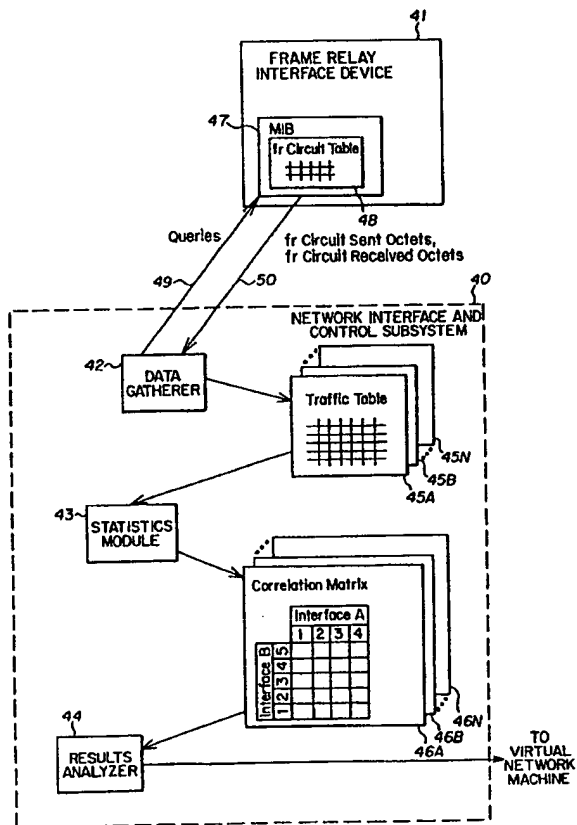 41
FRAME RELAY
INTERFACE DEVICE
47
MIB
fr Circuit Table
48
Queries
fr Circuit Sent Octets,
fr Circuit Received Octets
49
50
40
NETWORK INTERFACE AND
CONTROL SUBSYSTEM
42
DATA
GATHERER
Traffic Table
45N
45B
45A
43
STATISTICS
MODULE
Correlation Matrix
Interface A
1 2 3 4
Interface B
1 2 3 4 5
46N
46B
46A
44
RESULTS
ANALYZER
TO
VIRTUAL
NETWORK
MACHINE